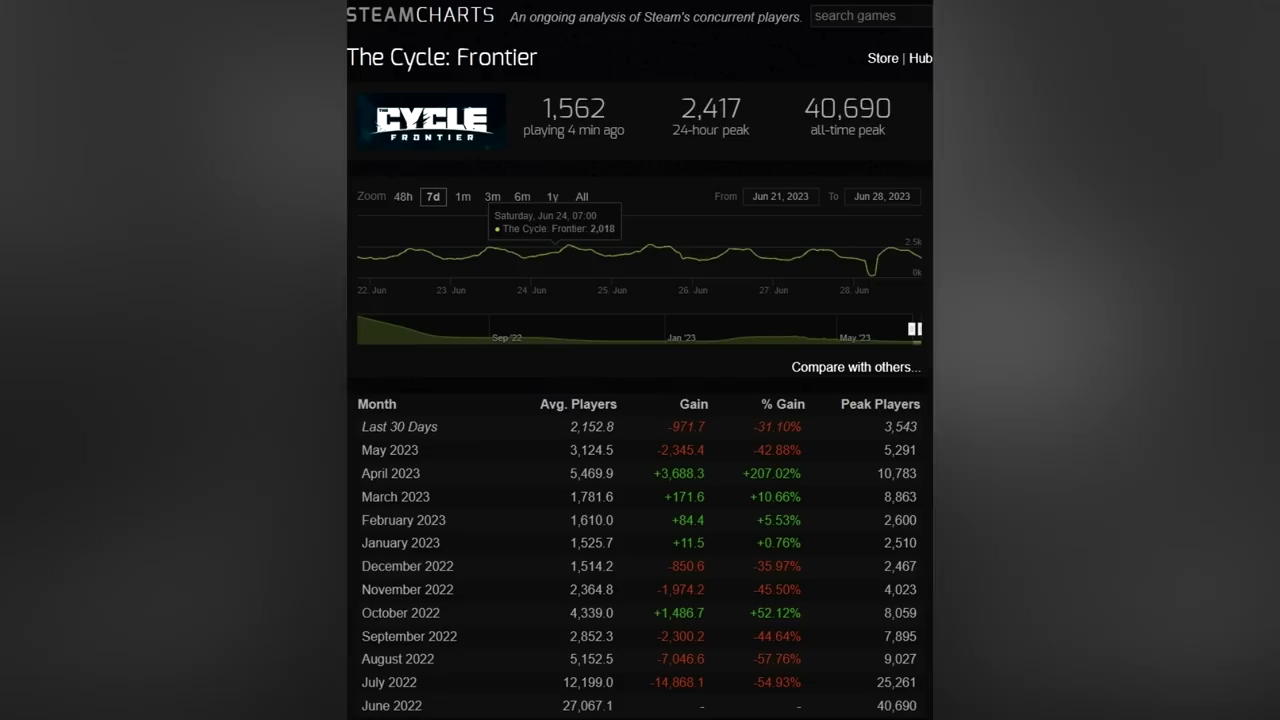 STEAMCHARTS An ongoing analysis of Steam's concurrent players. search games
The Cycle: Frontier Store | Hub
THE CYCLE FRONTIER
1,562 2,417 40,690
playing 4 min ago 24-hour peak all-time peak
Zoom 48h 7d 1m 3m 6m 1y All From Jun 21, 2023 To Jun 28, 2023
Saturday, Jun 24, 07:00
● The Cycle: Frontier: 2,018
2.5k
0k
22. Jun 23. Jun 24. Jun 25. Jun 26. Jun 27. Jun 28. Jun
Sep '22 Jan '23 May '23
Compare with others...
Month Avg. Players Gain % Gain Peak Players
Last 30 Days 2,152.8 -971.7 -31.10% 3,543
May 2023 3,124.5 -2,345.4 -42.88% 5,291
April 2023 5,469.9 +3,688.3 +207.02% 10,783
March 2023 1,781.6 +171.6 +10.66% 8,863
February 2023 1,610.0 +84.4 +5.53% 2,600
January 2023 1,525.7 +11.5 +0.76% 2,510
December 2022 1,514.2 -850.6 -35.97% 2,467
November 2022 2,364.8 -1,974.2 -45.50% 4,023
October 2022 4,339.0 +1,486.7 +52.12% 8,059
September 2022 2,852.3 -2,300.2 -44.64% 7,895
August 2022 5,152.5 -7,046.6 -57.76% 9,027
July 2022 12,199.0 -14,868.1 -54.93% 25,261
June 2022 27,067.1 - - 40,690